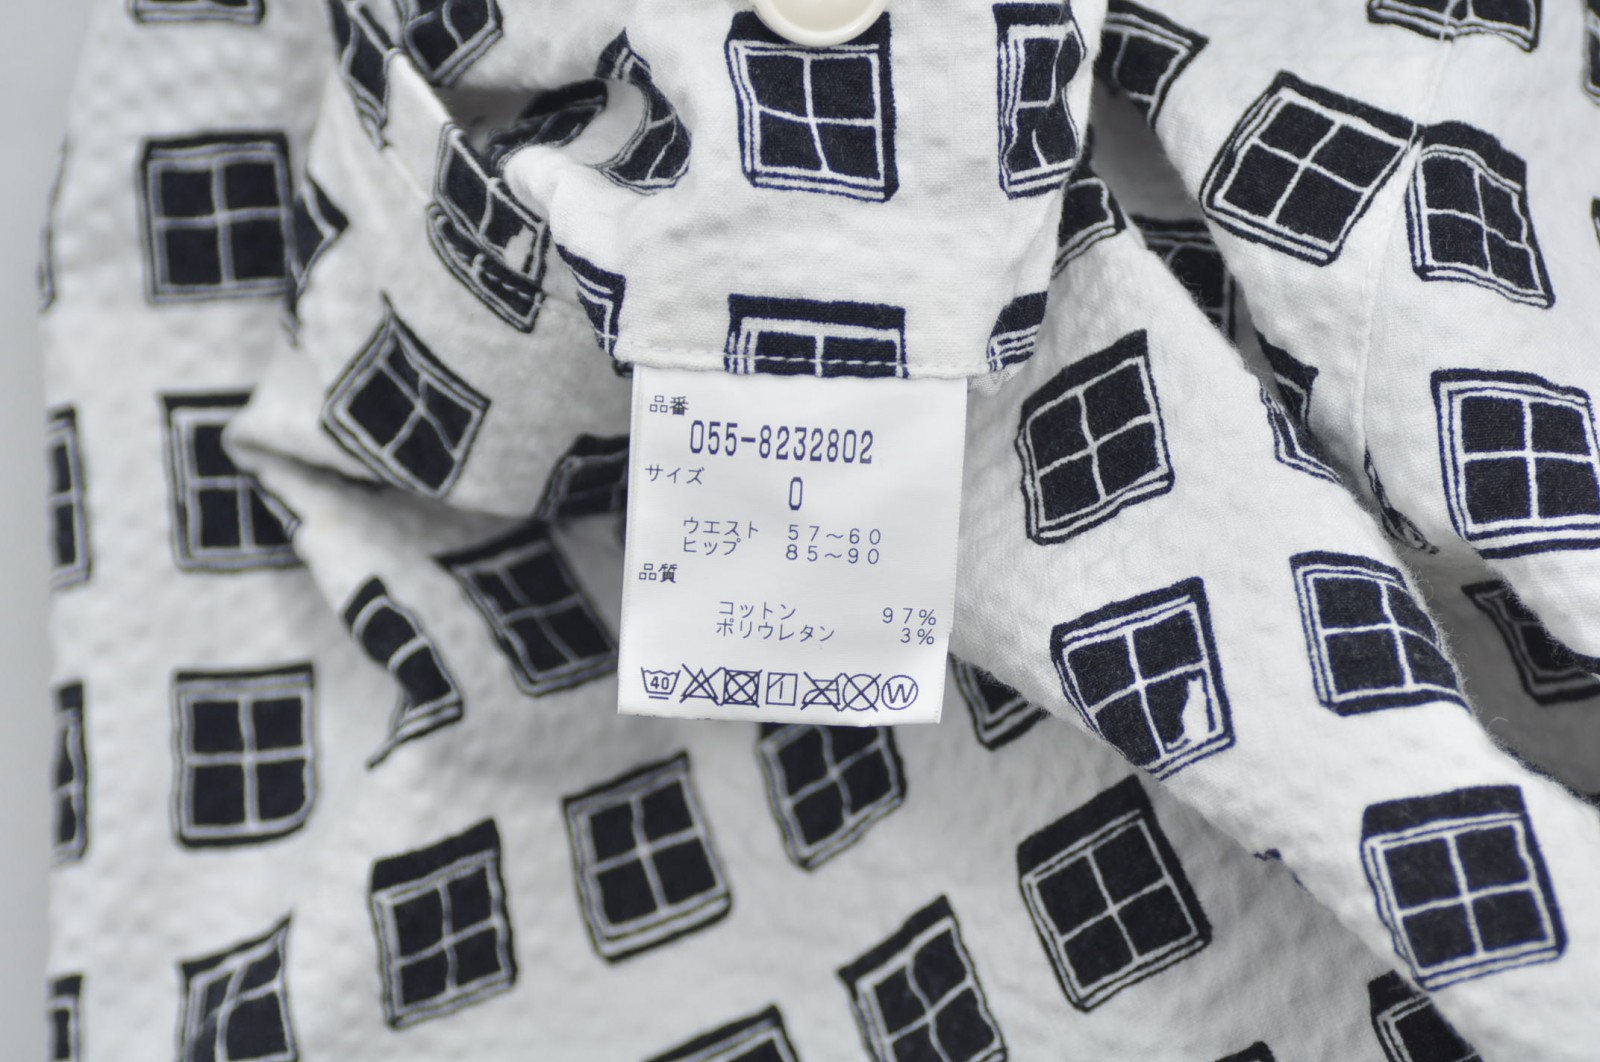 品番
055-8232802
サイズ
0
ウエスト 57～60
ヒップ 85～90
品質
コットン 97%
ポリウレタン 3%
40 W